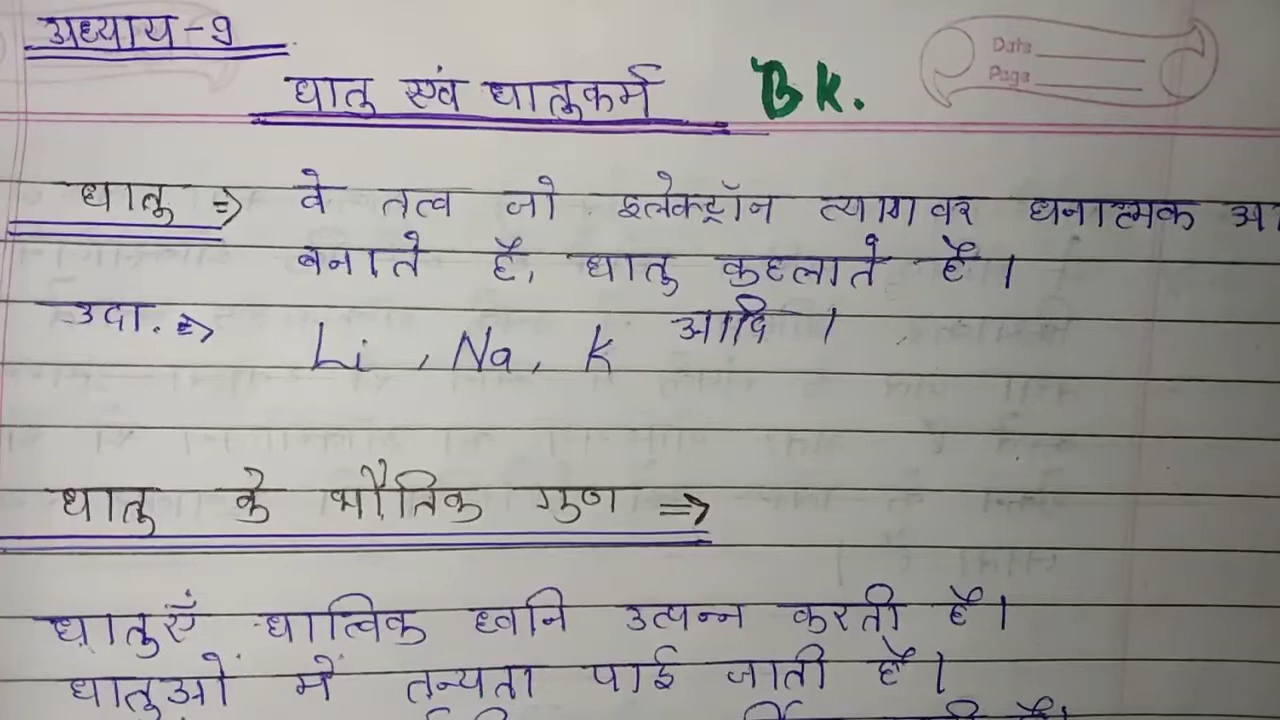 अध्याय - 9
धातु एवं धातुकर्म B K.
Date
Page
धातु ⇒ वे तत्व जो इलेक्ट्रॉन त्यागकर धनात्मक
बनाते है, धातु कहलाते है।
उदा. ⇒ Li , Na, K आदि।
धातु के भौतिक गुण ⇒
धातुएँ धात्विक ध्वनि उत्पन्न करती है।
धातुओं में तन्यता पाई जाती है।